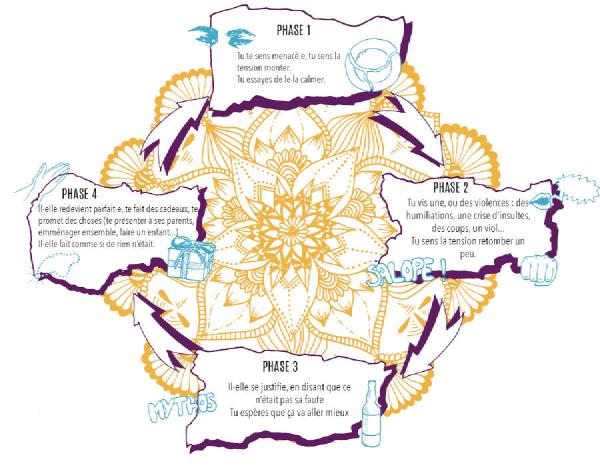 PHASE 1
Tu te sens menacé.e, tu sens la
tension monter.
Tu essayes de le·la calmer.
PHASE 2
Tu vis une, ou des violences : des
humiliations, une crise d'insultes,
des coups, un viol...
Tu sens la tension retomber un
peu.
SALOPE !
PHASE 3
Il·elle se justifie, en disant que ce
n'était pas sa faute
Tu espères que ça va aller mieux
MYTHOS
PHASE 4
Il·elle redevient parfait·e, te fait des cadeaux, te
promet des choses (te présenter à ses parents,
emménager ensemble, faire un enfant...)
Il·elle fait comme si de rien n'était.